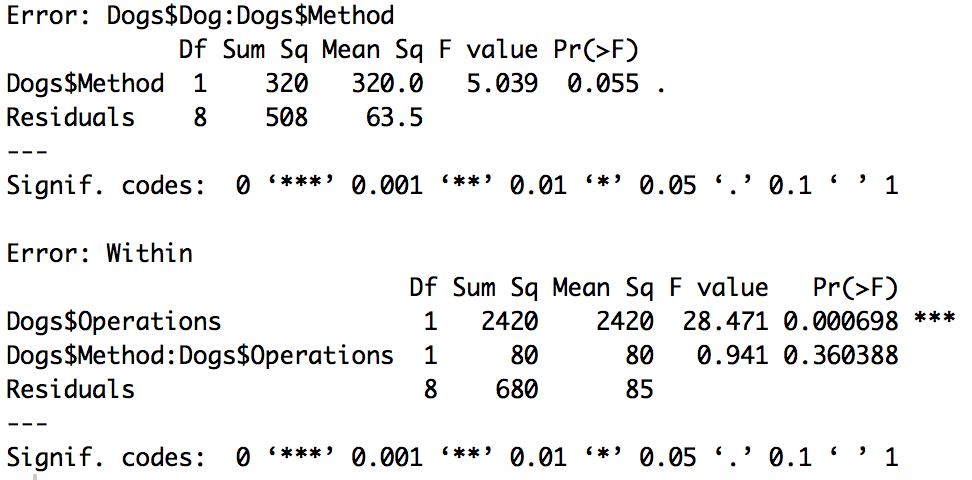 Error: Dogs$Dog:Dogs$Method
            Df Sum Sq Mean Sq F value Pr(>F)
Dogs$Method  1    320   320.0   5.039  0.055 .
Residuals    8    508    63.5
---
Signif. codes:  0 ‘***’ 0.001 ‘**’ 0.01 ‘*’ 0.05 ‘.’ 0.1 ‘ ’ 1
Error: Within
                            Df Sum Sq Mean Sq F value   Pr(>F)
Dogs$Operations              1   2420    2420  28.471 0.000698 ***
Dogs$Method:Dogs$Operations  1     80      80   0.941 0.360388
Residuals                    8    680      85
---
Signif. codes:  0 ‘***’ 0.001 ‘**’ 0.01 ‘*’ 0.05 ‘.’ 0.1 ‘ ’ 1